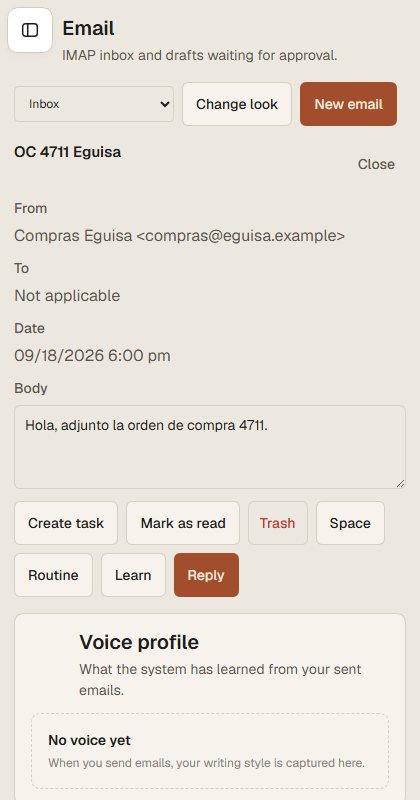 Email
IMAP inbox and drafts waiting for approval.
Inbox
Change look
New email
OC 4711 Eguisa
Close
From
Compras Eguisa <compras@eguisa.example>
To
Not applicable
Date
09/18/2026 6:00 pm
Body
Hola, adjunto la orden de compra 4711.
Create task
Mark as read
Trash
Space
Routine
Learn
Reply
Voice profile
What the system has learned from your sent
emails.
No voice yet
When you send emails, your writing style is captured here.